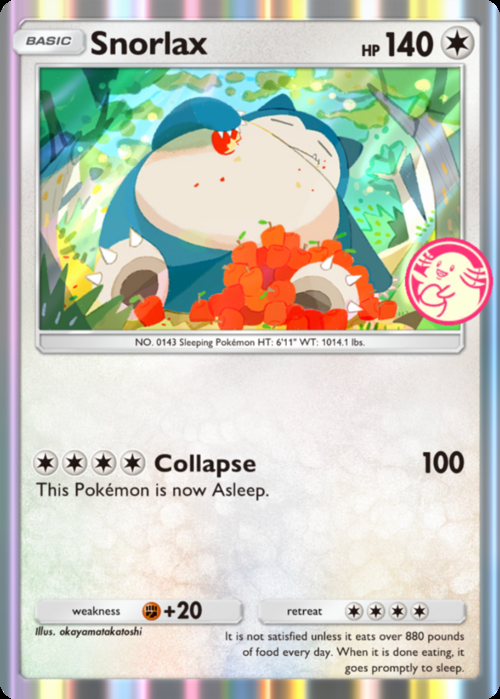 BASIC Snorlax HP 140
NO. 0143 Sleeping Pokémon HT: 6'11" WT: 1014.1 lbs.
Collapse 100
This Pokémon is now Asleep.
weakness +20 retreat
Illus. okayamatakatoshi
It is not satisfied unless it eats over 880 pounds
of food every day. When it is done eating, it
goes promptly to sleep.